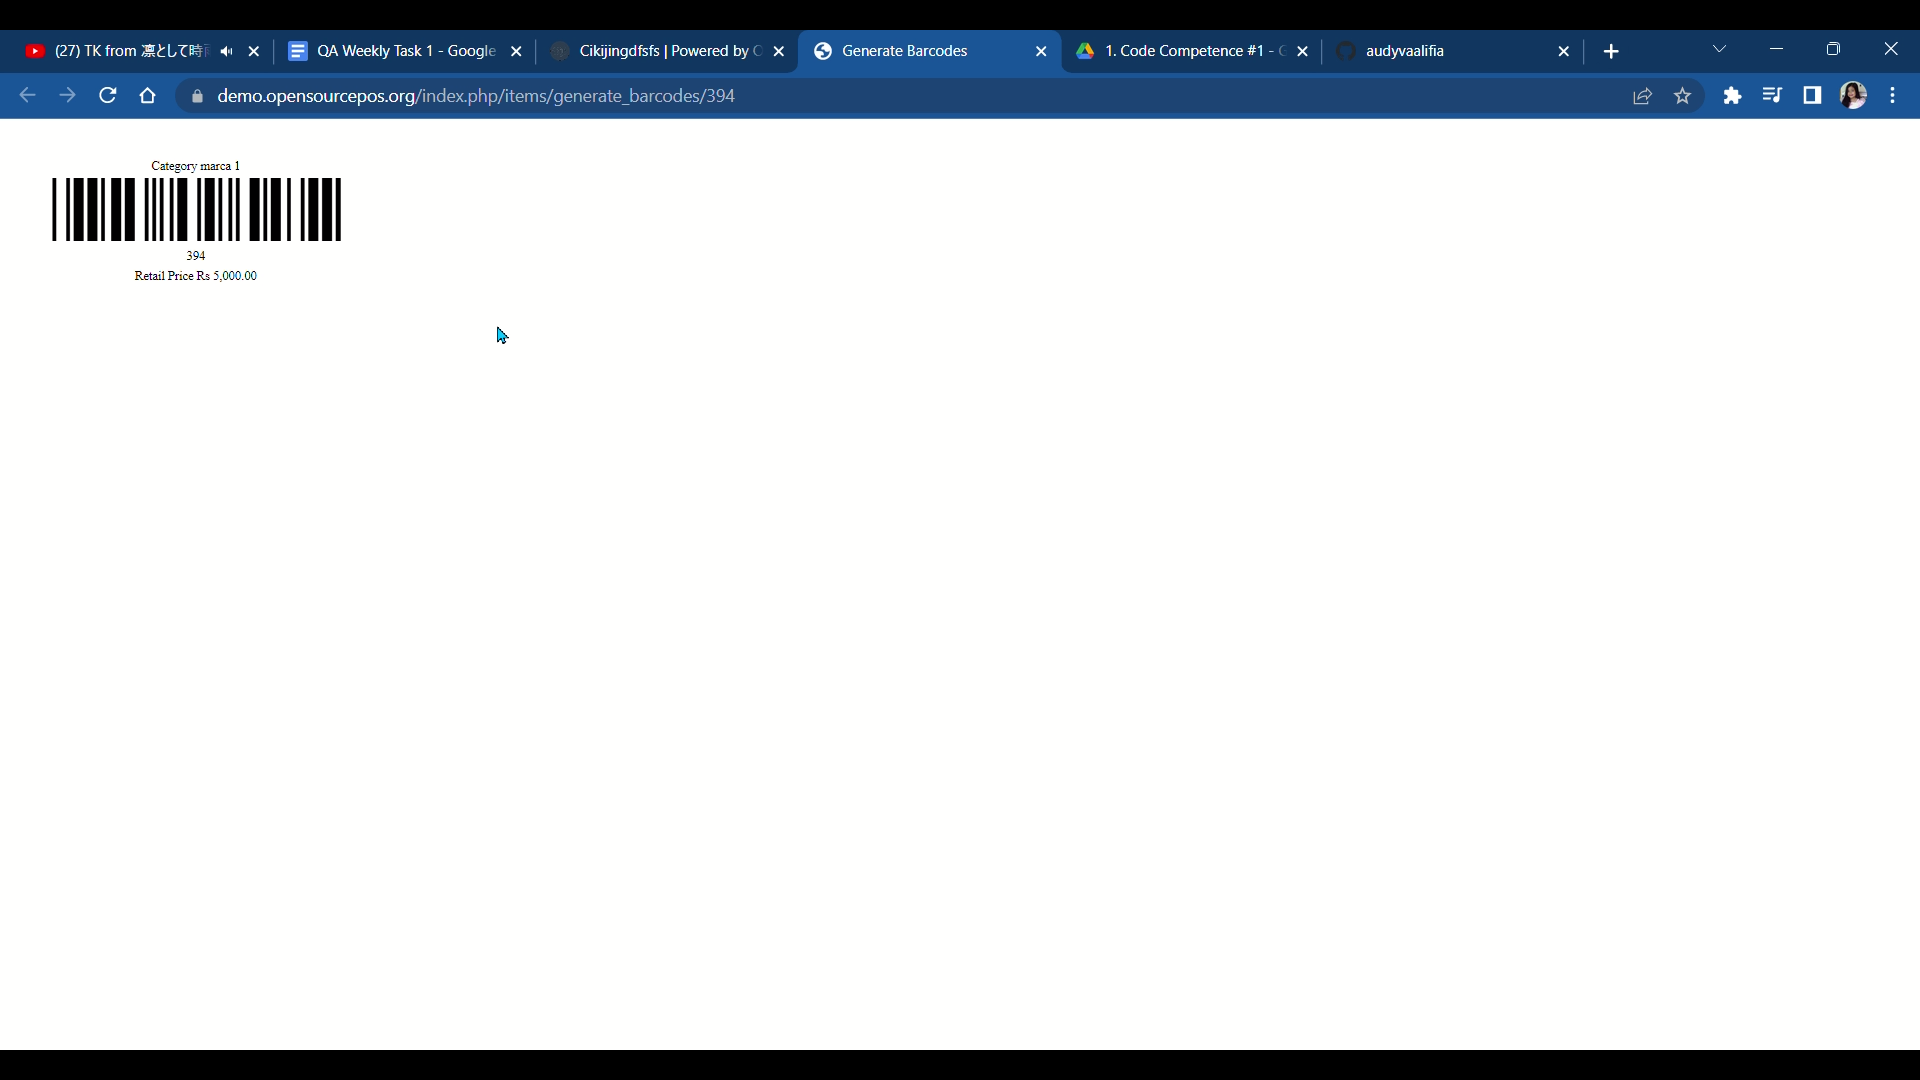 (27) TK from 凛として時
QA Weekly Task 1 - Google
Cikijingdfsfs | Powered by
Generate Barcodes
1. Code Competence #1 -
audyvaalifia
demo.opensourcepos.org/index.php/items/generate_barcodes/394
Category marca 1
394
Retail Price Rs 5,000.00